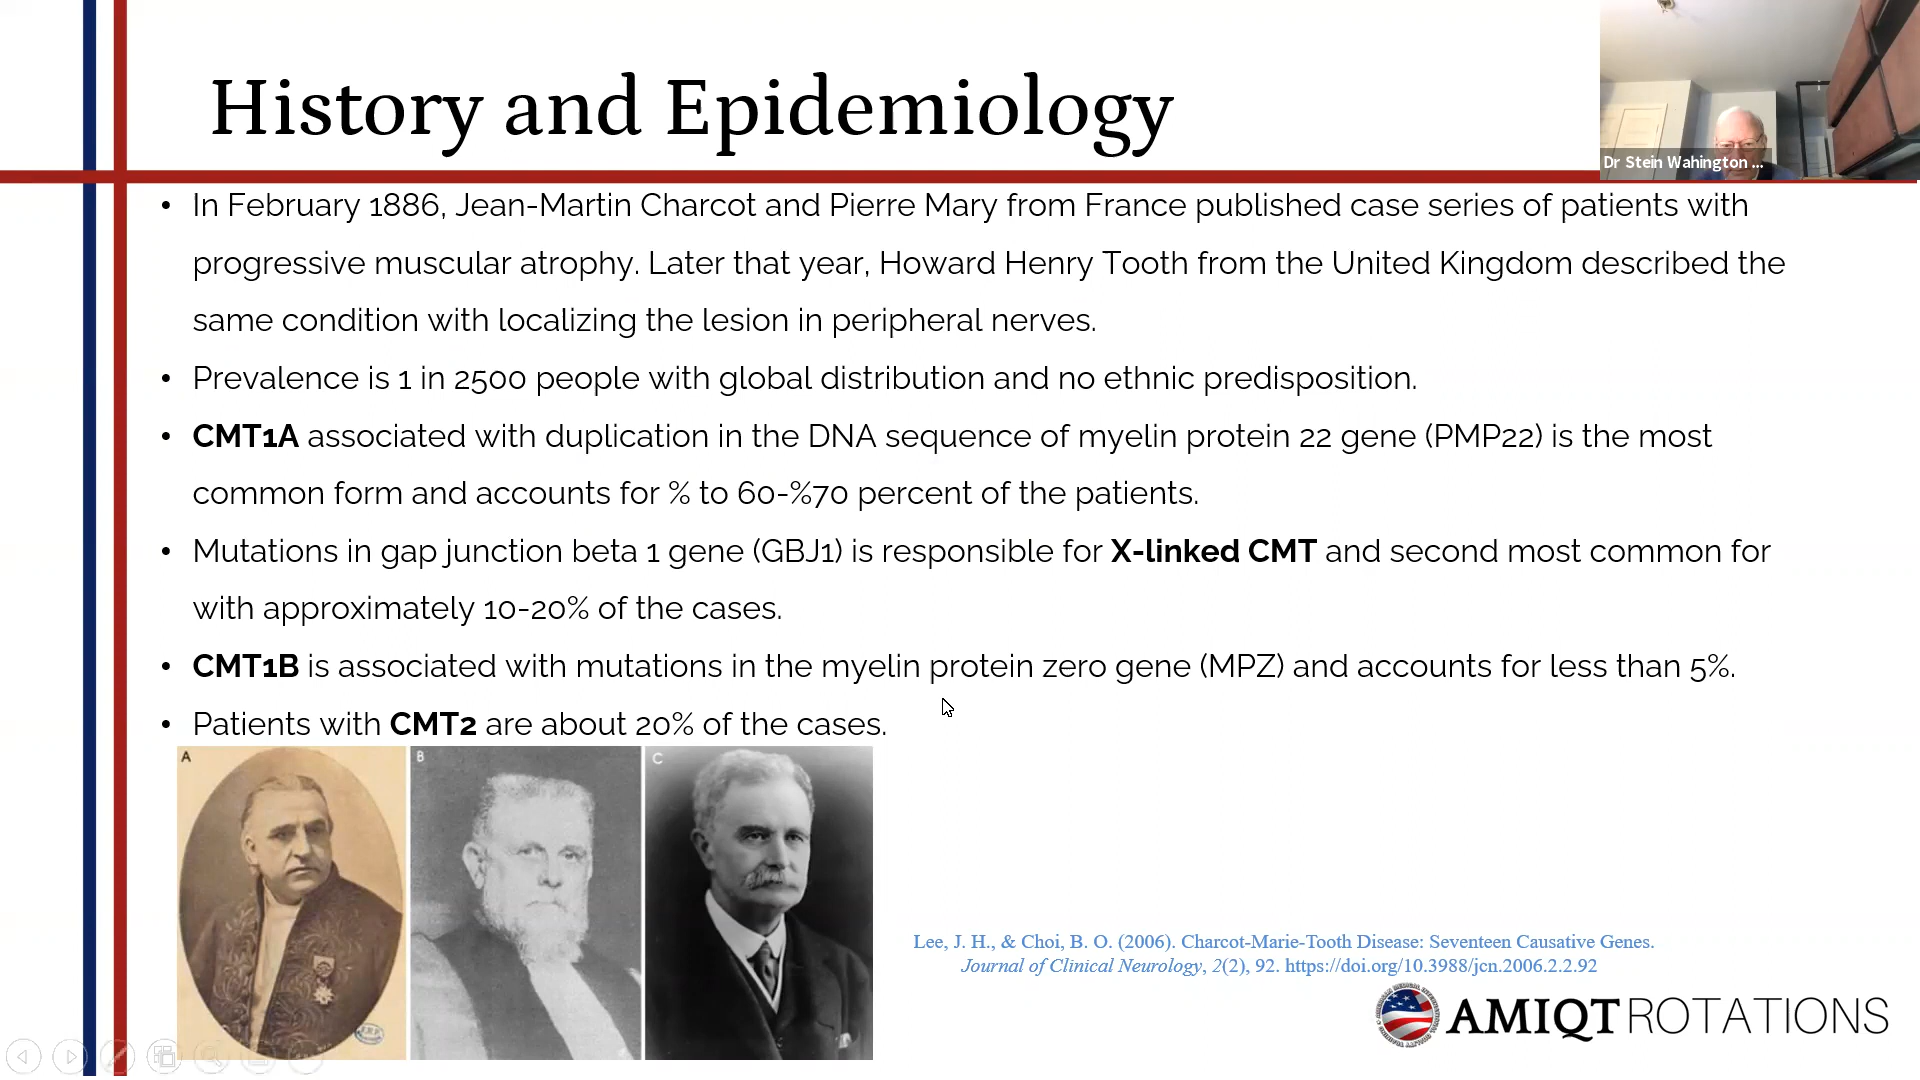 History and Epidemiology
Dr Stein Wahington ...
• In February 1886, Jean-Martin Charcot and Pierre Mary from France published case series of patients with
progressive muscular atrophy. Later that year, Howard Henry Tooth from the United Kingdom described the
same condition with localizing the lesion in peripheral nerves.
• Prevalence is 1 in 2500 people with global distribution and no ethnic predisposition.
• CMT1A associated with duplication in the DNA sequence of myelin protein 22 gene (PMP22) is the most
common form and accounts for % to 60-%70 percent of the patients.
• Mutations in gap junction beta 1 gene (GBJ1) is responsible for X-linked CMT and second most common for
with approximately 10-20% of the cases.
• CMT1B is associated with mutations in the myelin protein zero gene (MPZ) and accounts for less than 5%.
• Patients with CMT2 are about 20% of the cases.
A
B
C
Lee, J. H., & Choi, B. O. (2006). Charcot-Marie-Tooth Disease: Seventeen Causative Genes.
Journal of Clinical Neurology, 2(2), 92. https://doi.org/10.3988/jcn.2006.2.2.92
AMIQT ROTATIONS